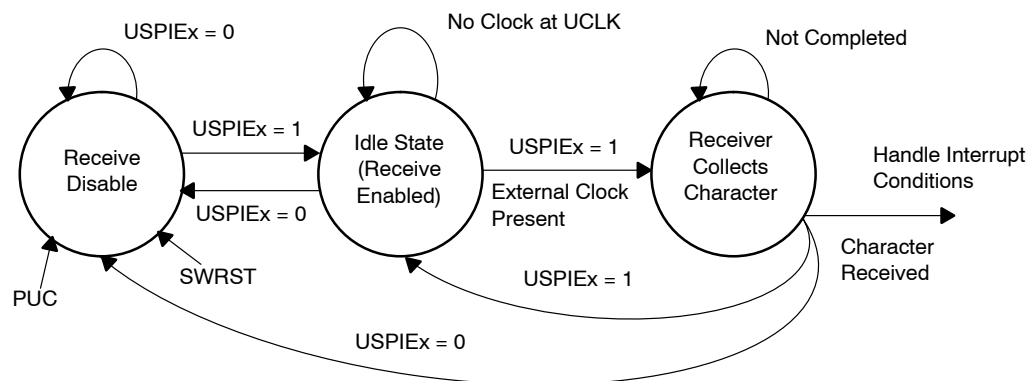 USPIEx = 0
No Clock at UCLK
Not Completed
Receive
Disable
USPIEx = 1
USPIEx = 0
Idle State
(Receive
Enabled)
USPIEx = 1
External Clock
Present
Receiver
Collects
Character
Handle Interrupt
Conditions
Character
Received
PUC
SWRST
USPIEx = 1
USPIEx = 0